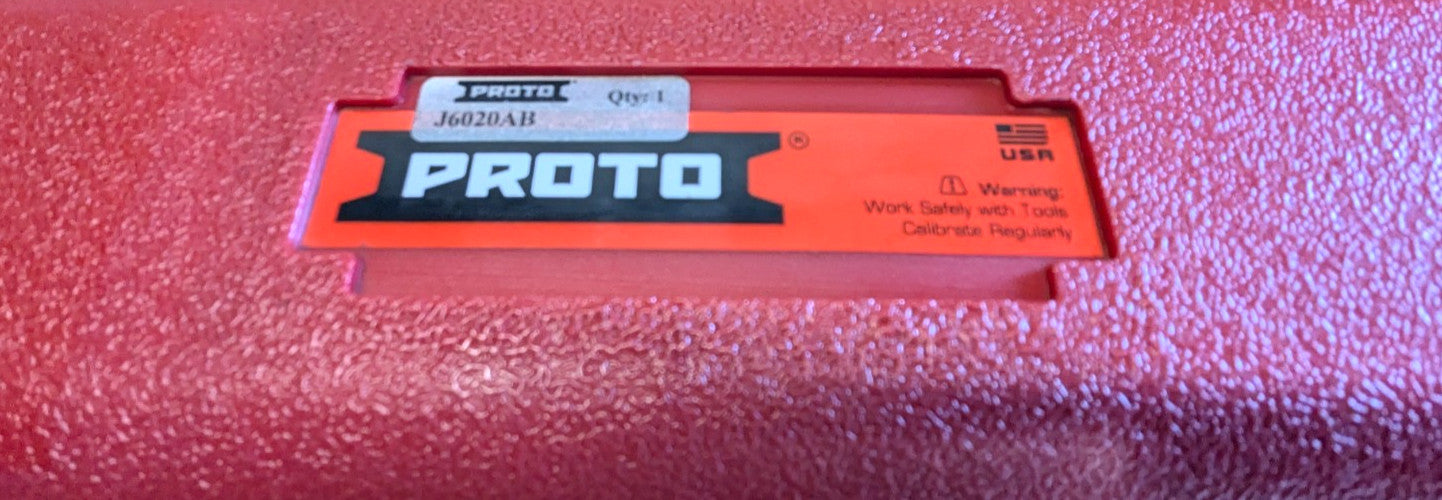 PROTO Qty: 1
J6020AB
PROTO ®
USA
Warning:
Work Safely with Tools
Calibrate Regularly